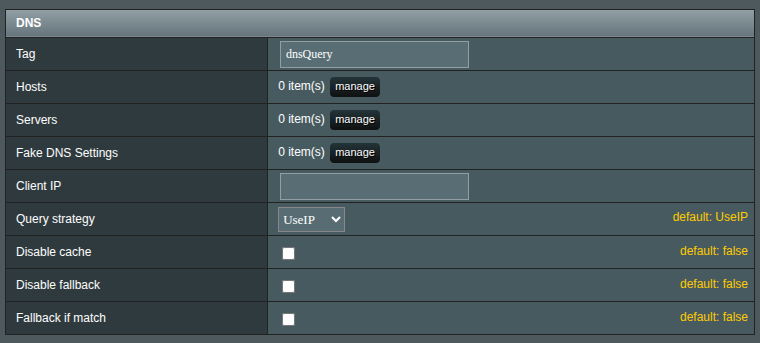 DNS
Tag dnsQuery
Hosts 0 item(s) manage
Servers 0 item(s) manage
Fake DNS Settings 0 item(s) manage
Client IP
Query strategy UseIP default: UseIP
Disable cache default: false
Disable fallback default: false
Fallback if match default: false